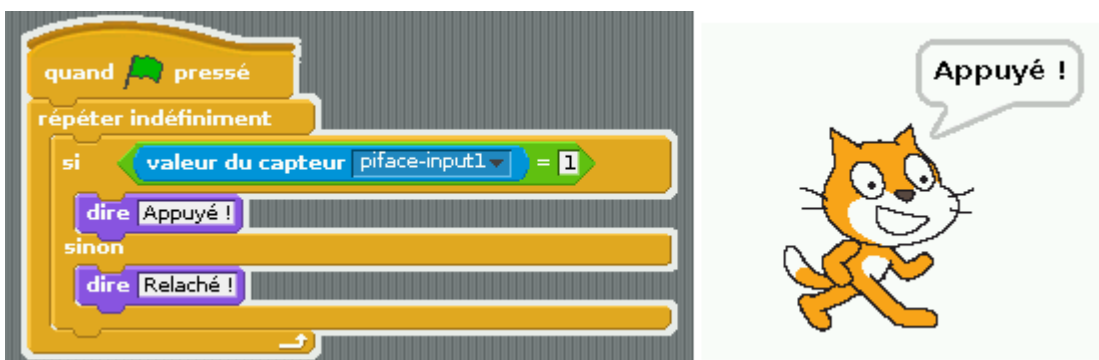 quand pressé
répéter indéfiniment
si valeur du capteur piface-input1 = 1
dire Appuyé !
sinon
dire Relaché !
Appuyé !